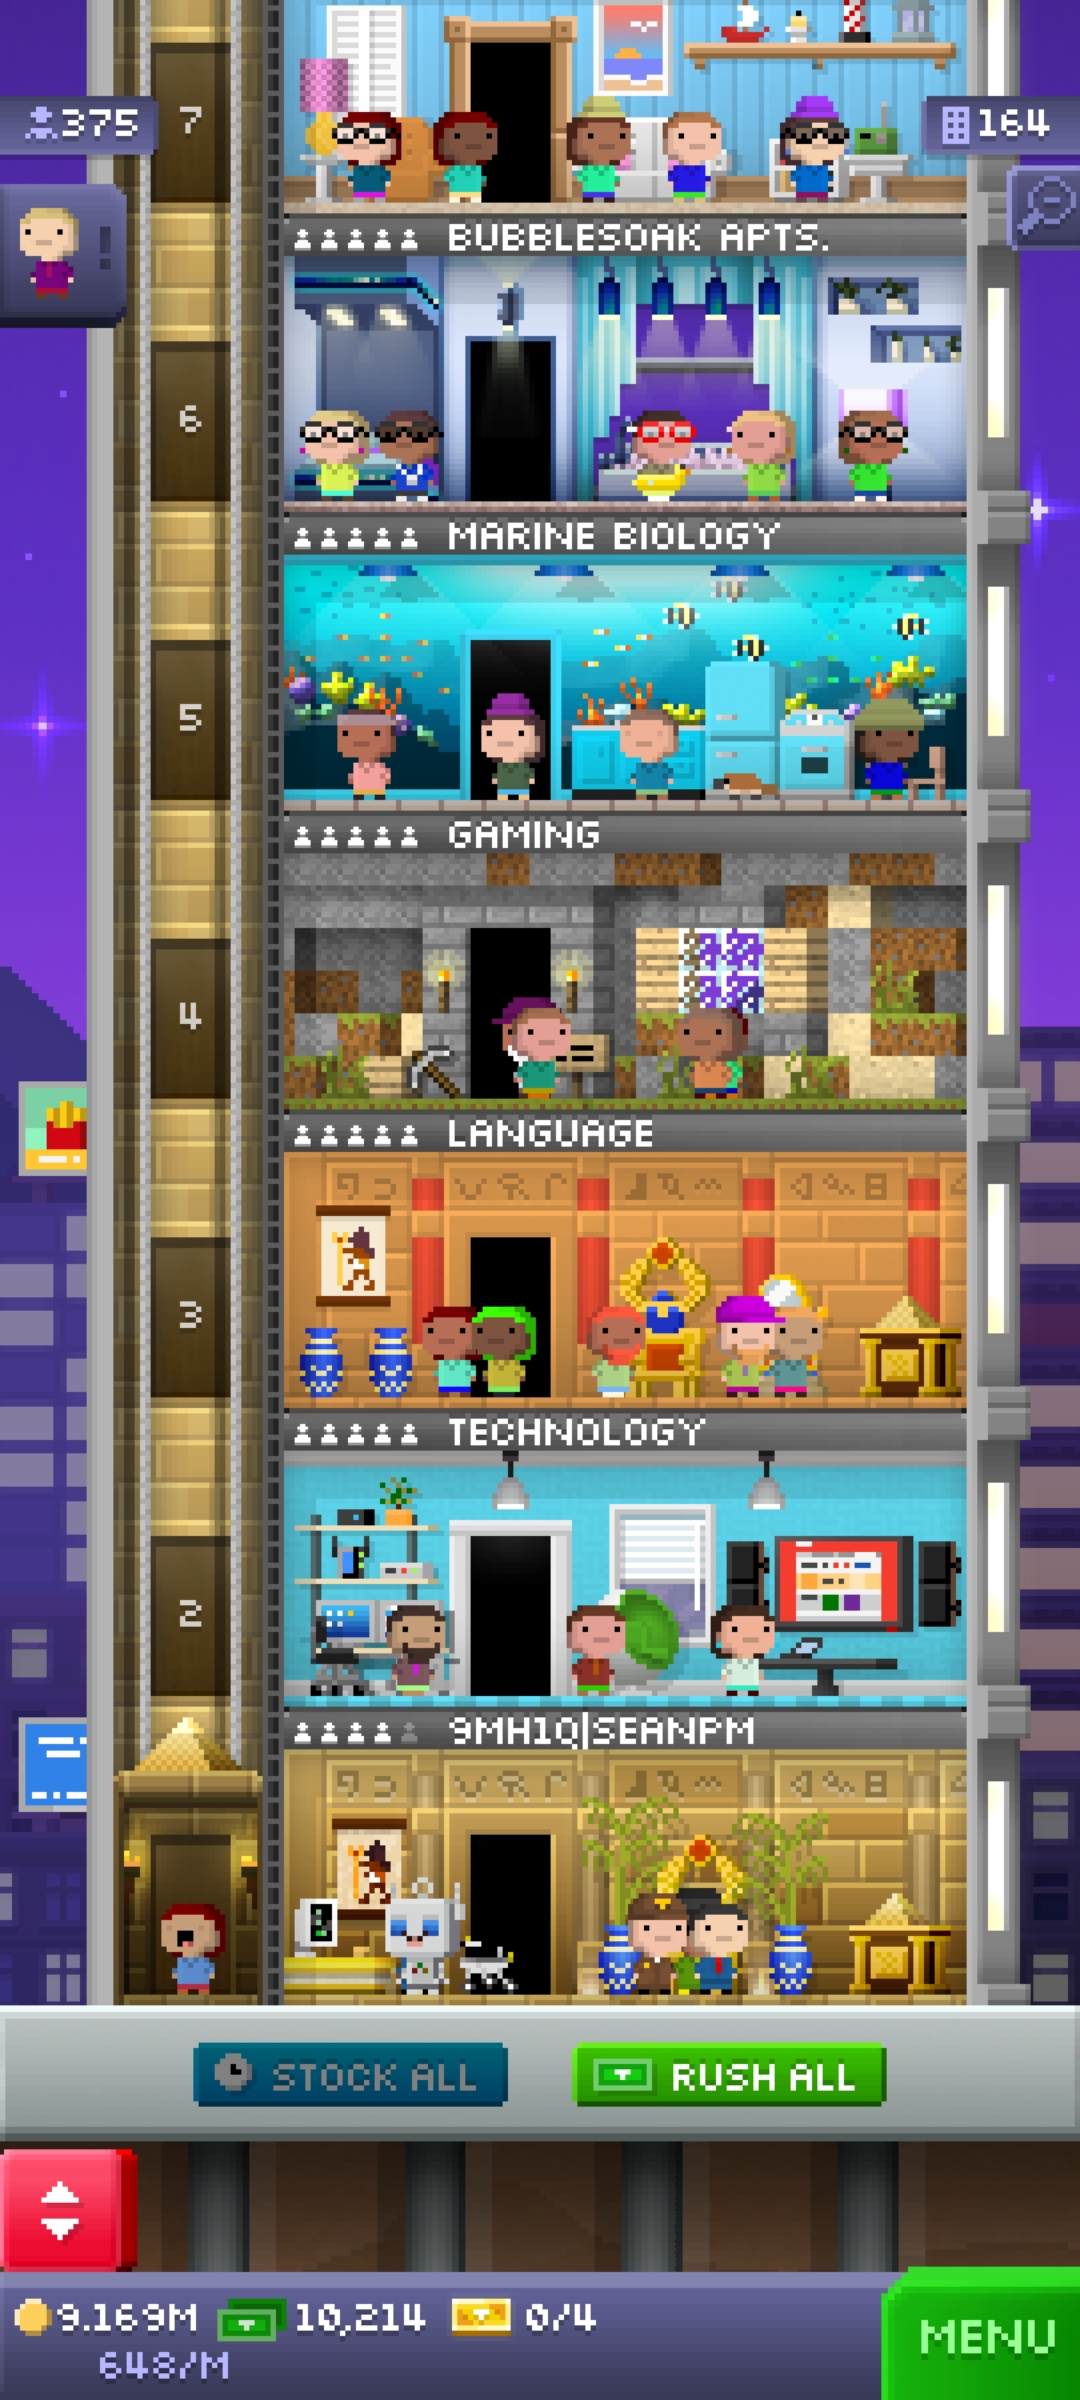 375
7
164
BUBBLESOAK APTS.
6
MARINE BIOLOGY
5
GAMING
4
LANGUAGE
3
TECHNOLOGY
2
9MH1Q|SEANPM
STOCK ALL
RUSH ALL
9.169M
10,214
0/4
648/M
MENU